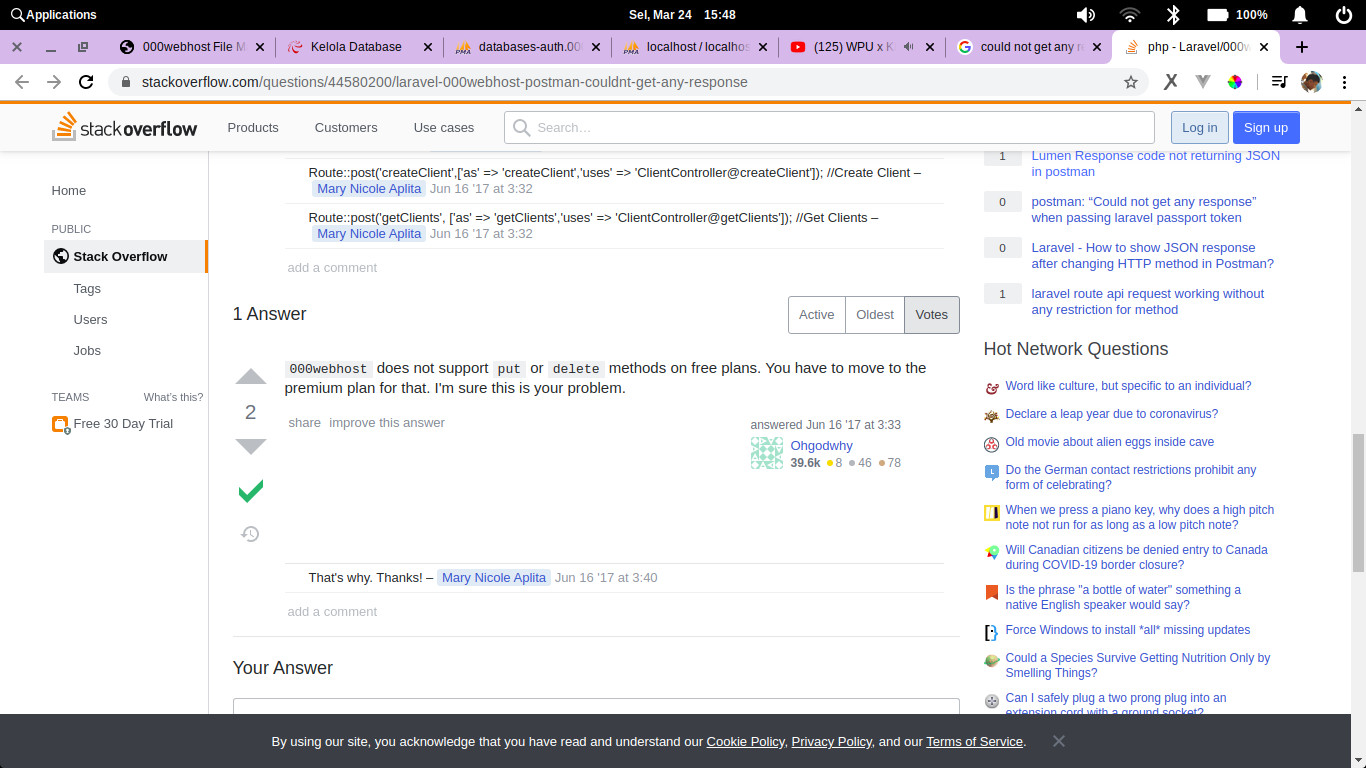 Applications
Sel, Mar 24 15:48
100%
000webhost File M
Kelola Database
databases-auth.00
localhost / localhos
(125) WPU x K
could not get any re
php - Laravel/000w
stackoverflow.com/questions/44580200/laravel-000webhost-postman-couldnt-get-any-response
stackoverflow
Products
Customers
Use cases
Search…
Log in
Sign up
Home
PUBLIC
Stack Overflow
Tags
Users
Jobs
TEAMS
What's this?
Free 30 Day Trial
Route::post('createClient',['as' => 'createClient','uses' => 'ClientController@createClient']); //Create Client –
Mary Nicole Aplita Jun 16 '17 at 3:32
Route::post('getClients', ['as' => 'getClients','uses' => 'ClientController@getClients']); //Get Clients –
Mary Nicole Aplita Jun 16 '17 at 3:32
add a comment
1 Answer
Active
Oldest
Votes
2
000webhost does not support put or delete methods on free plans. You have to move to the
premium plan for that. I'm sure this is your problem.
share improve this answer
answered Jun 16 '17 at 3:33
Ohgodwhy
39.6k 8 46 78
That's why. Thanks! – Mary Nicole Aplita Jun 16 '17 at 3:40
add a comment
Your Answer
1 Lumen Response code not returning JSON
in postman
0 postman: “Could not get any response”
when passing laravel passport token
0 Laravel - How to show JSON response
after changing HTTP method in Postman?
1 laravel route api request working without
any restriction for method
Hot Network Questions
Word like culture, but specific to an individual?
Declare a leap year due to coronavirus?
Old movie about alien eggs inside cave
Do the German contact restrictions prohibit any
form of celebrating?
When we press a piano key, why does a high pitch
note not run for as long as a low pitch note?
Will Canadian citizens be denied entry to Canada
during COVID-19 border closure?
Is the phrase "a bottle of water" something a
native English speaker would say?
Force Windows to install *all* missing updates
Could a Species Survive Getting Nutrition Only by
Smelling Things?
Can I safely plug a two prong plug into an
extension cord with a ground socket?
By using our site, you acknowledge that you have read and understand our Cookie Policy, Privacy Policy, and our Terms of Service.